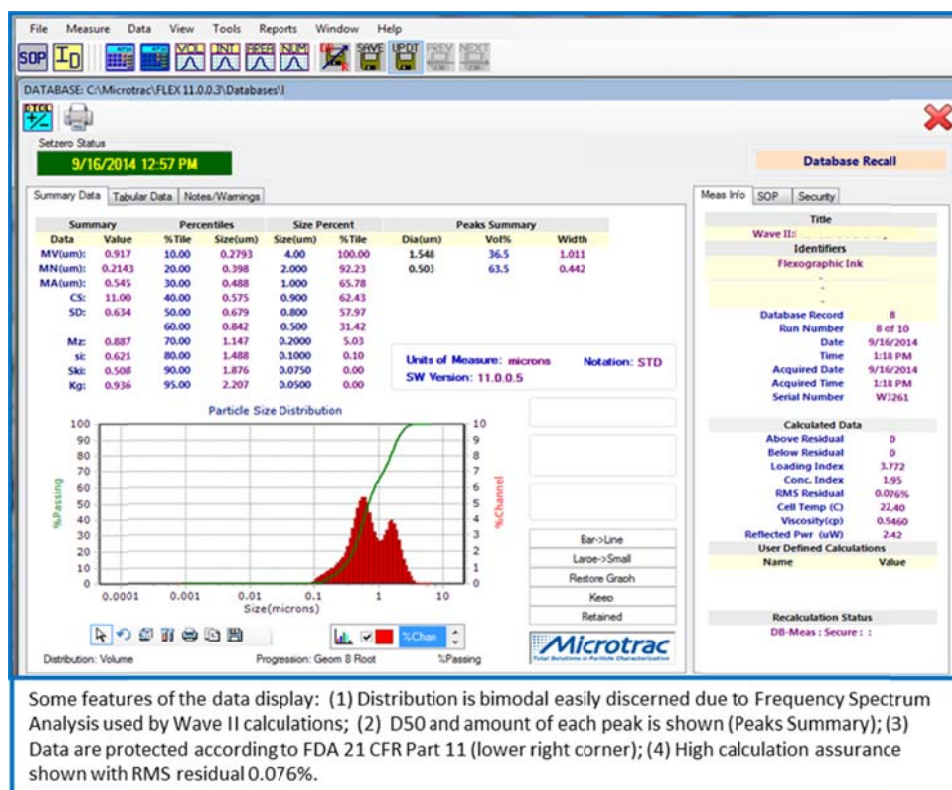 File Measure Data View Tools Reports Window Help
SOP ID VOL INT AREA NUM SAVE UPDT PREV NEXT
DATABASE: C:\Microtrac\FLEX 11.0.0.3\Databases\
Setzero Status
9/16/2014 12:57 PM
Database Recall
Summary Data Tabular Data Notes/Warnings
Summary Percentiles Size Percent Peaks Summary
Data Value %Tile Size(um) Size(um) %Tile Dia(um) Vol% Width
MV(um): 0.917 10.00 0.2793 4.00 100.00 1.548 36.5 1.011
MN(um): 0.2143 20.00 0.398 2.000 92.23 0.503 63.5 0.442
MA(um): 0.545 30.00 0.488 1.000 65.78
CS: 11.00 40.00 0.575 0.900 62.43
SD: 0.634 50.00 0.679 0.800 57.97
60.00 0.842 0.500 31.42
Mz: 0.887 70.00 1.147 0.2000 5.03
si: 0.621 80.00 1.488 0.1000 0.10
Ski: 0.508 90.00 1.876 0.0750 0.00
Kg: 0.936 95.00 2.207 0.0500 0.00
Units of Measure: microns Notation: STD
SW Version: 11.0.0.5
Particle Size Distribution
%Passing
100
90
80
70
60
50
40
30
20
10
0
10
9
8
7
6
5
4
3
2
1
0
%Channel
0.0001 0.001 0.01 0.1 1 10
Size(microns)
Bar->Line
Large->Small
Restore Graph
Keep
Retained
%Chan
Microtrac
Total Solutions in Particle Characterization
Distribution: Volume Progression: Geom 8 Root %Passing
Meas Info SOP Security
Title
Wave II:
Identifiers
Flexographic Ink
-
-
-
Database Record 8
Run Number 8 of 10
Date 9/16/2014
Time 1:18 PM
Acquired Date 9/16/2014
Acquired Time 1:18 PM
Serial Number W3261
Calculated Data
Above Residual 0
Below Residual 0
Loading Index 3.772
Conc. Index 1.95
RMS Residual 0.076%
Cell Temp (C) 22.40
Viscosity(cp) 0.5460
Reflected Pwr (uW) 2.42
User Defined Calculations
Name Value
Recalculation Status
DB-Meas : Secure : :
Some features of the data display: (1) Distribution is bimodal easily discerned due to Frequency Spectrum
Analysis used by Wave II calculations; (2) D50 and amount of each peak is shown (Peaks Summary); (3)
Data are protected according to FDA 21 CFR Part 11 (lower right corner); (4) High calculation assurance
shown with RMS residual 0.076%.